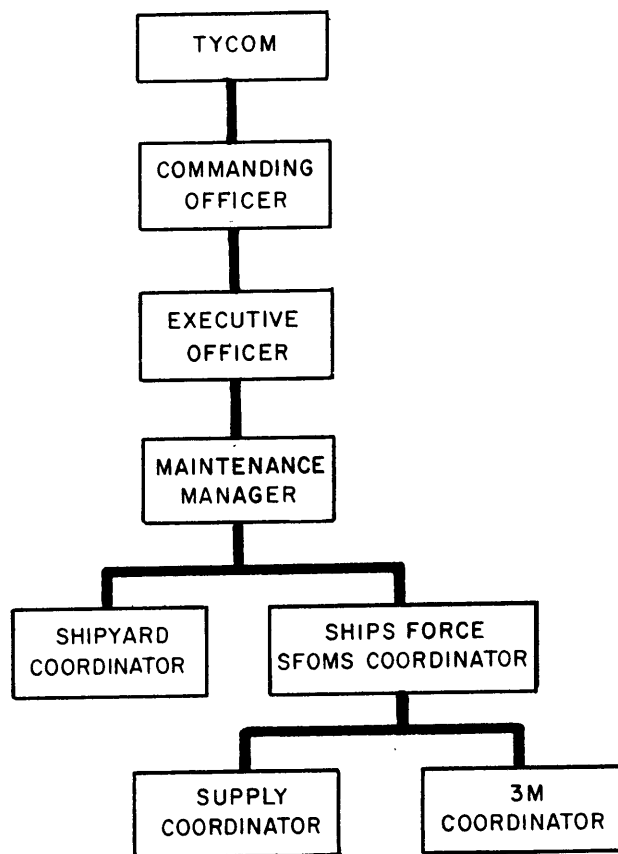 TYCOM
COMMANDING
OFFICER
EXECUTIVE
OFFICER
MAINTENANCE
MANAGER
SHIPYARD
COORDINATOR
SHIPS FORCE
SFOMS COORDINATOR
SUPPLY
COORDINATOR
3M
COORDINATOR